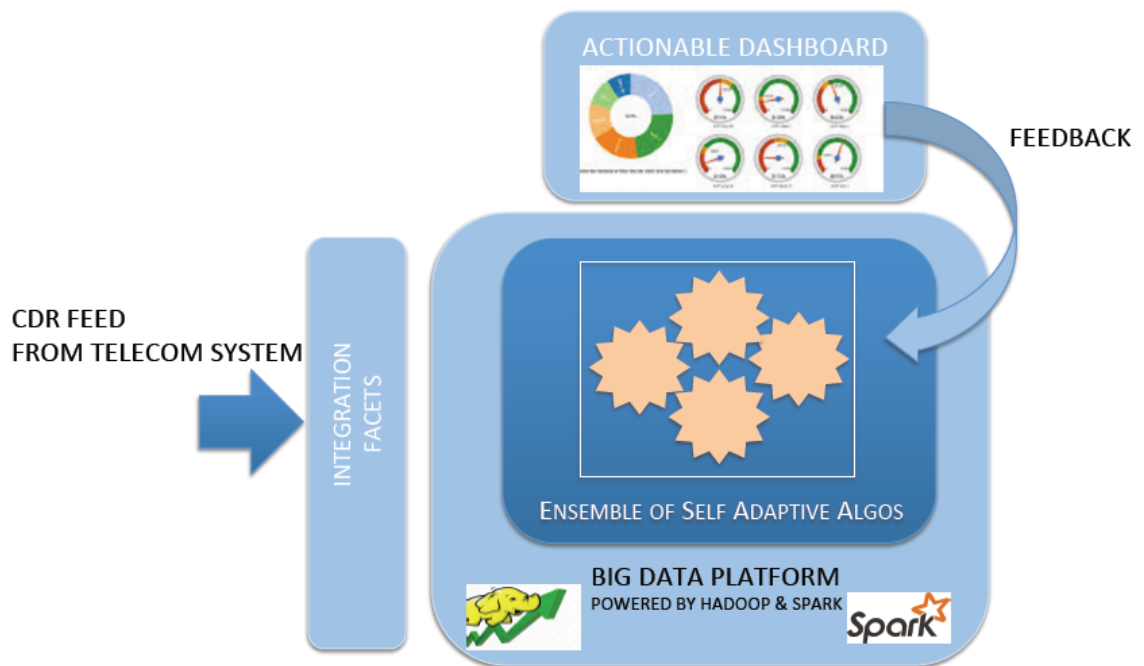 ACTIONABLE DASHBOARD
FEEDBACK
CDR FEED
FROM TELECOM SYSTEM
INTEGRATION
FACETS
ENSEMBLE OF SELF ADAPTIVE ALGOS
BIG DATA PLATFORM
POWERED BY HADOOP & SPARK
Spark